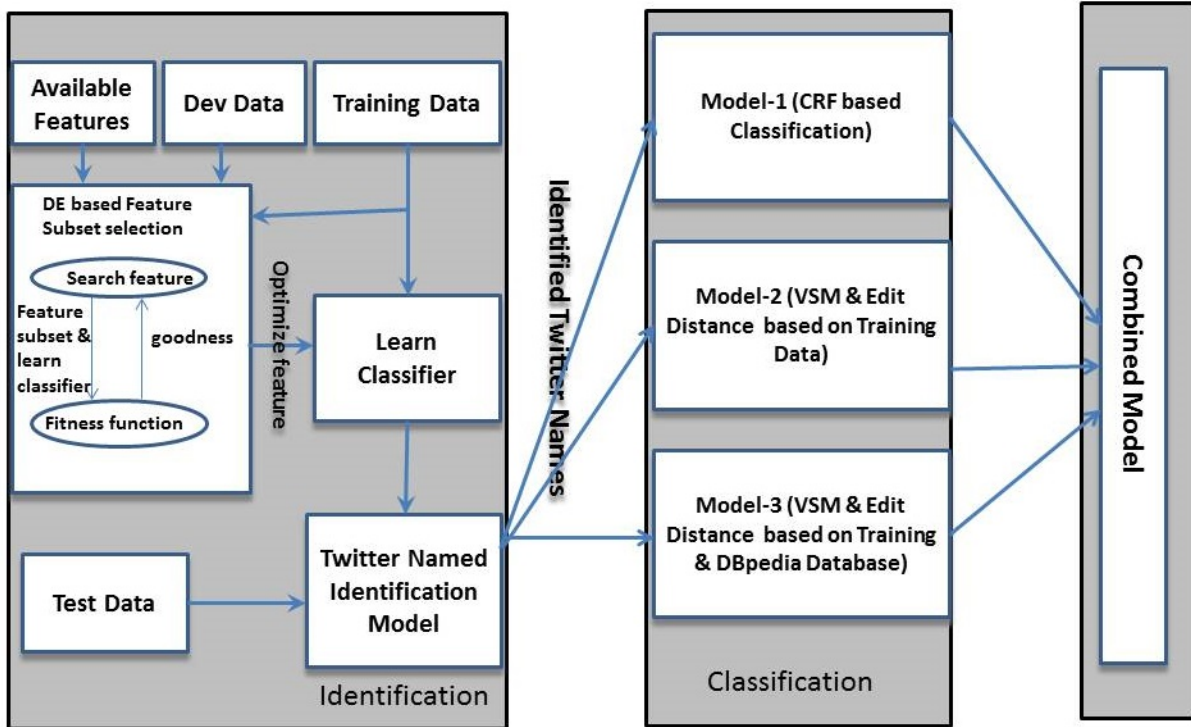 Available
Features
Dev Data
Training Data
DE based Feature
Subset selection
Search feature
Feature
subset &
learn
classifier
goodness
Fitness function
Optimize feature
Learn
Classifier
Test Data
Twitter Named
Identification
Model
Identification
Identified Twitter Names
Model-1 (CRF based
Classification)
Model-2 (VSM & Edit
Distance based on Training
Data)
Model-3 (VSM & Edit
Distance based on Training
& DBpedia Database)
Classification
Combined Model